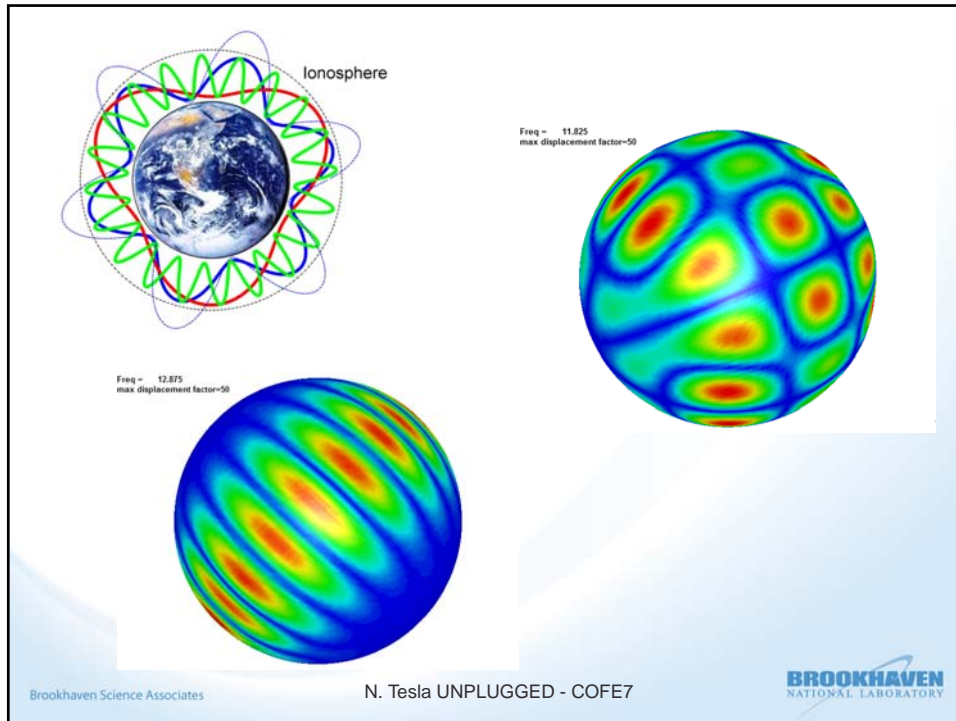 Ionosphere
Freq = 11.825
max displacement factor=50
Freq = 12.875
max displacement factor=50
Brookhaven Science Associates
N. Tesla UNPLUGGED - COFE7
BROOKHAVEN
NATIONAL LABORATORY